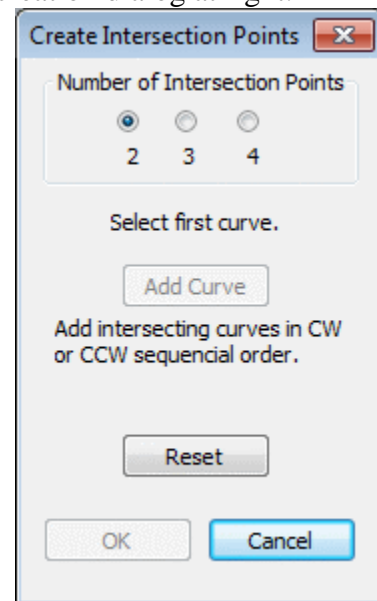 Create Intersection Points
Number of Intersection Points
2 3 4
Select first curve.
Add Curve
Add intersecting curves in CW
or CCW sequencial order.
Reset
OK Cancel